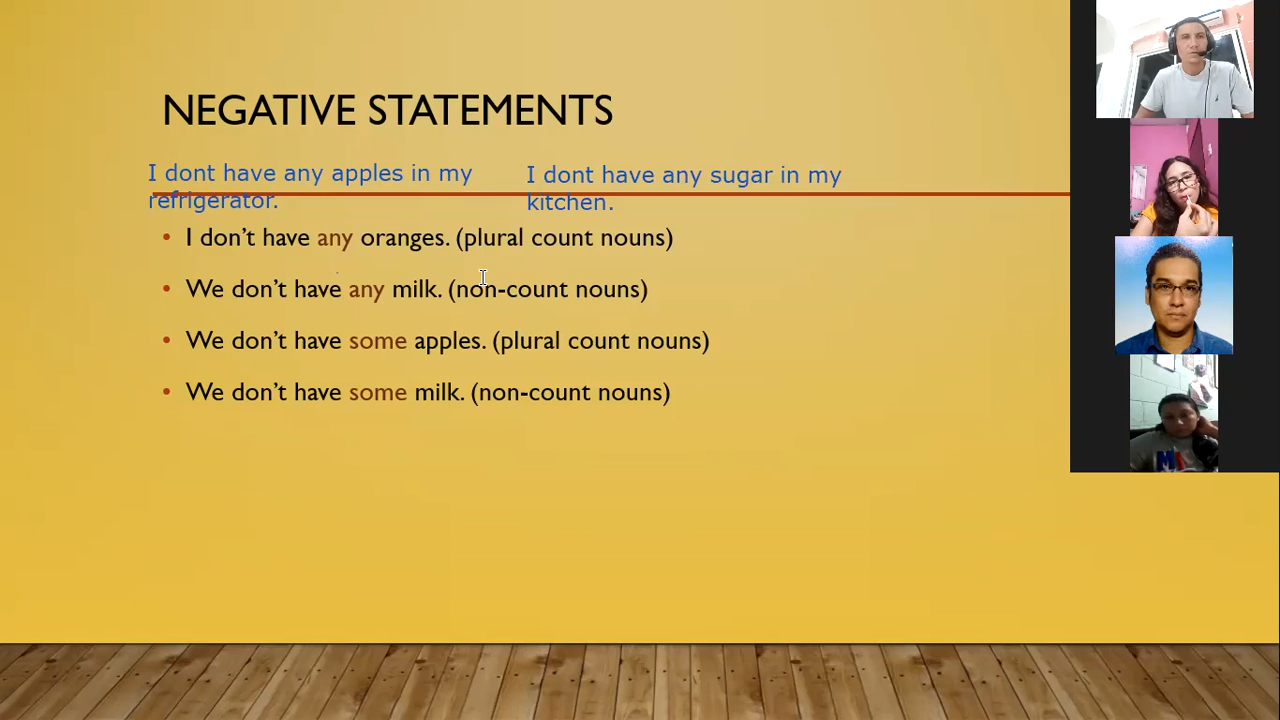 NEGATIVE STATEMENTS
I dont have any apples in my
refrigerator.
I dont have any sugar in my
kitchen.
• I don’t have any oranges. (plural count nouns)
• We don’t have any milk. (non-count nouns)
• We don’t have some apples. (plural count nouns)
• We don’t have some milk. (non-count nouns)